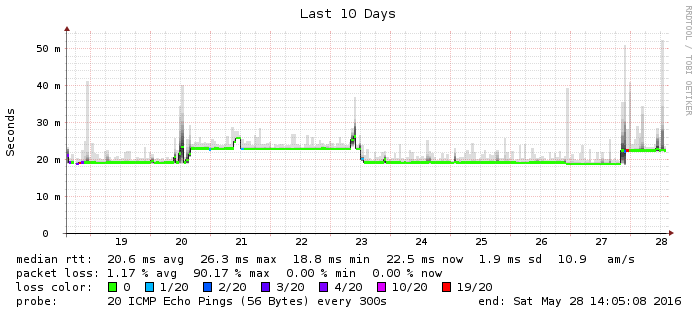 Last 10 Days
RRDTOOL / TOBI OETIKER
Seconds
50 m
40 m
30 m
20 m
10 m
0
19 20 21 22 23 24 25 26 27 28
median rtt: 20.6 ms avg 26.3 ms max 18.8 ms min 22.5 ms now 1.9 ms sd 10.9 am/s
packet loss: 1.17 % avg 90.17 % max 0.00 % min 0.00 % now
loss color: 0 1/20 2/20 3/20 4/20 10/20 19/20
probe: 20 ICMP Echo Pings (56 Bytes) every 300s end: Sat May 28 14:05:08 2016